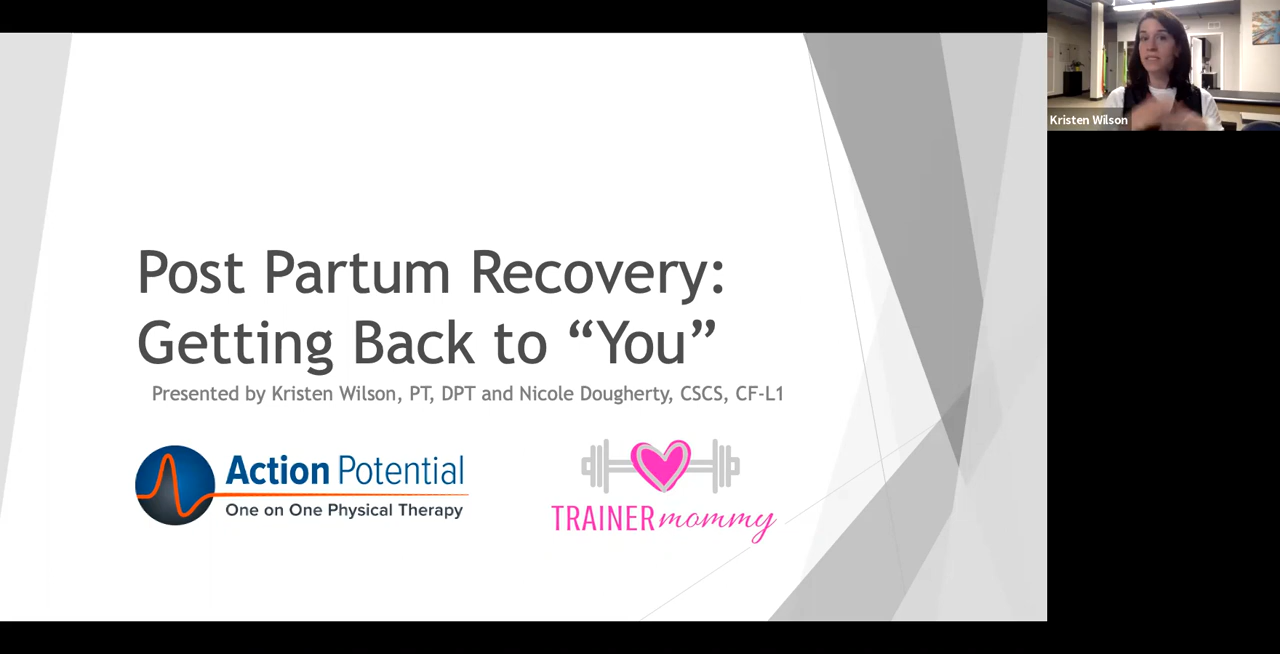 Post Partum Recovery:
Getting Back to “You”
Presented by Kristen Wilson, PT, DPT and Nicole Dougherty, CSCS, CF-L1
Action Potential
One on One Physical Therapy
TRAINER mommy
Kristen Wilson